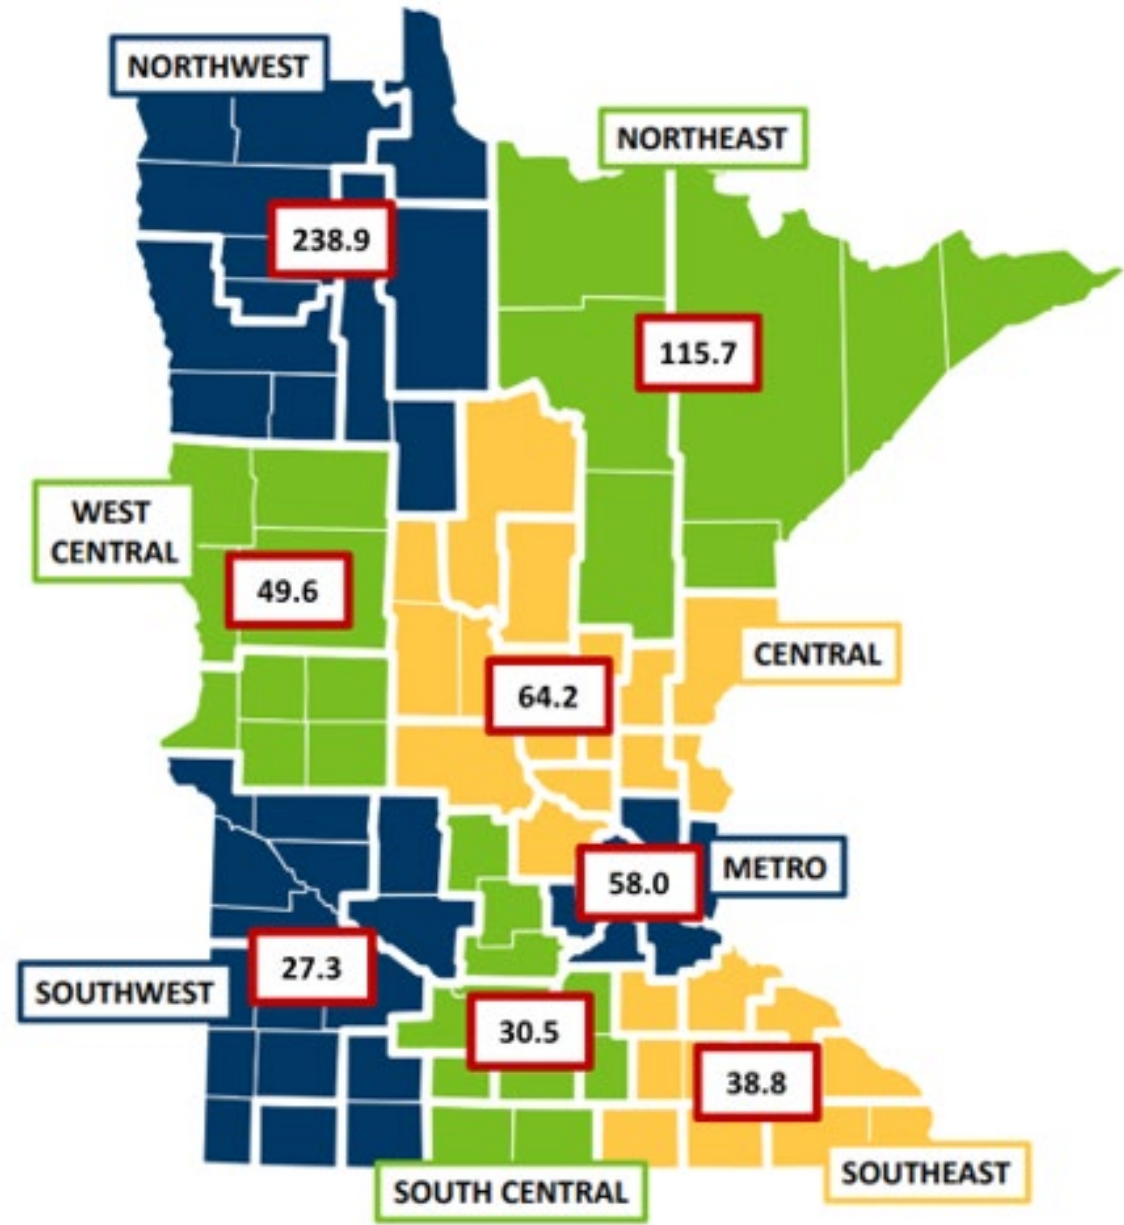 NORTHWEST
NORTHEAST
238.9
115.7
WEST
CENTRAL
49.6
CENTRAL
64.2
METRO
58.0
27.3
SOUTHWEST
30.5
38.8
SOUTHEAST
SOUTH CENTRAL